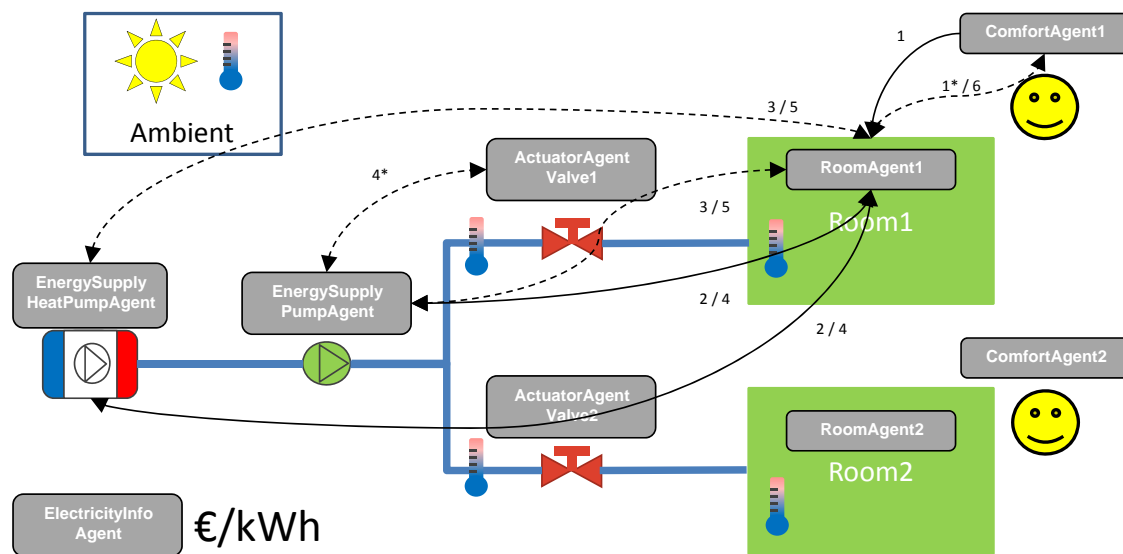 ComfortAgent1
1
1* / 6
3 / 5
Ambient
ActuatorAgent
Valve1
RoomAgent1
4*
3 / 5
Room1
EnergySupply
HeatPumpAgent
EnergySupply
PumpAgent
2 / 4
2 / 4
ComfortAgent2
ActuatorAgent
Valve2
RoomAgent2
Room2
ElectricityInfo
Agent
€/kWh